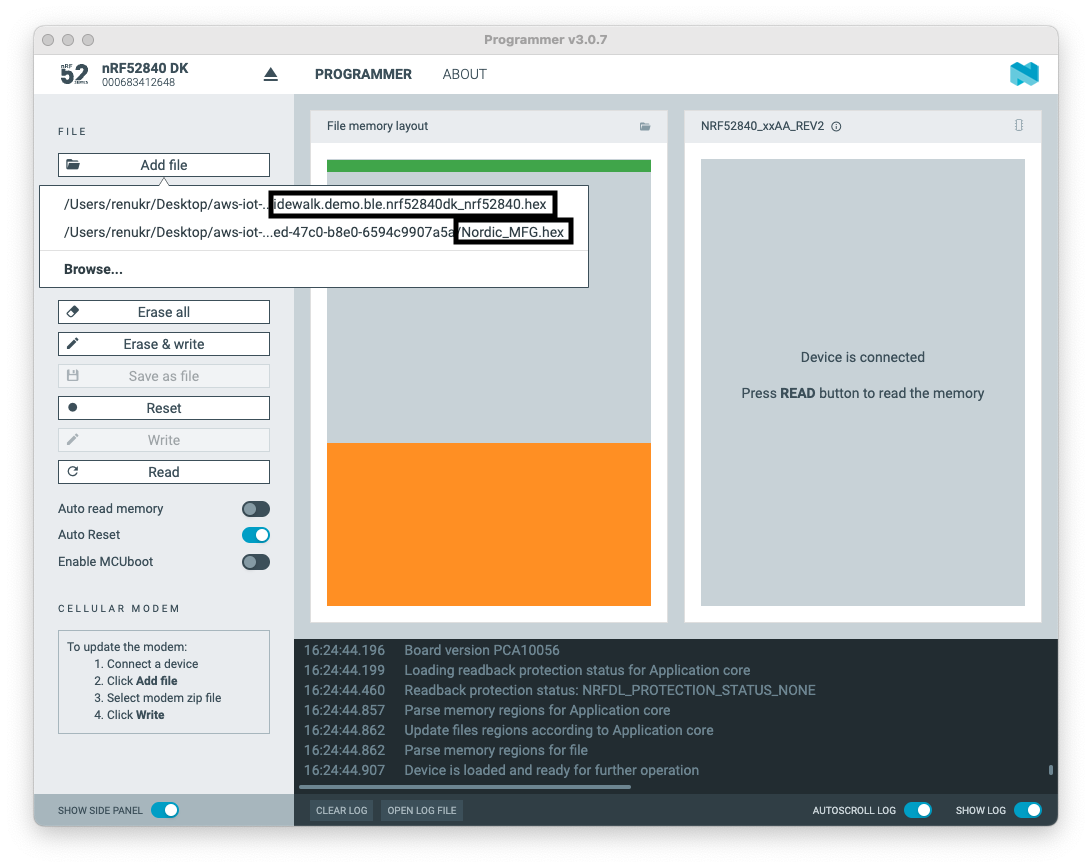 Programmer v3.0.7
nRF
52
SERIES
nRF52840 DK
000683412648
PROGRAMMER
ABOUT
FILE
Add file
/Users/renukr/Desktop/aws-iot-...idewalk.demo.ble.nrf52840dk_nrf52840.hex
/Users/renukr/Desktop/aws-iot-...ed-47c0-b8e0-6594c9907a5a/Nordic_MFG.hex
Browse...
Erase all
Erase & write
Save as file
Reset
Write
Read
Auto read memory
Auto Reset
Enable MCUboot
CELLULAR MODEM
To update the modem:
1. Connect a device
2. Click Add file
3. Select modem zip file
4. Click Write
SHOW SIDE PANEL
File memory layout
NRF52840_xxAA_REV2
Device is connected
Press READ button to read the memory
16:24:44.196 Board version PCA10056
16:24:44.199 Loading readback protection status for Application core
16:24:44.460 Readback protection status: NRFDL_PROTECTION_STATUS_NONE
16:24:44.857 Parse memory regions for Application core
16:24:44.862 Update files regions according to Application core
16:24:44.862 Parse memory regions for file
16:24:44.907 Device is loaded and ready for further operation
CLEAR LOG
OPEN LOG FILE
AUTOSCROLL LOG
SHOW LOG